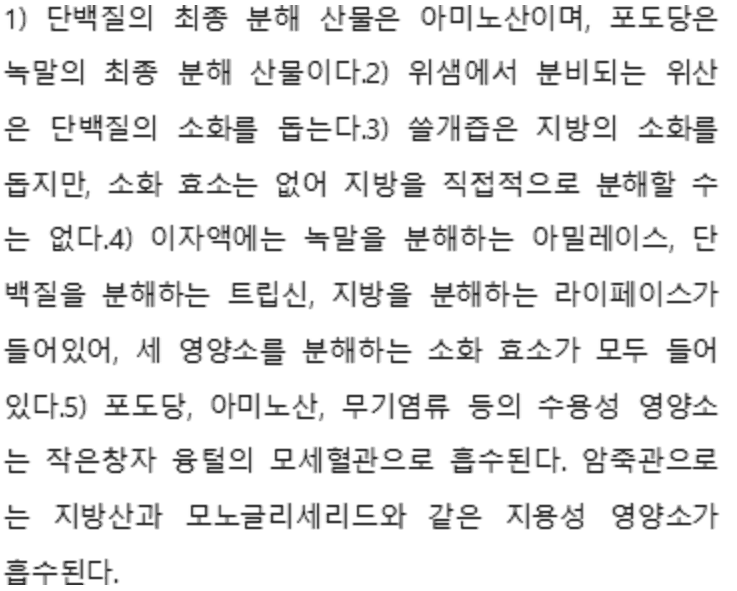 1) 단백질의 최종 분해 산물은 아미노산이며, 포도당은
녹말의 최종 분해 산물이다.2) 위샘에서 분비되는 위산
은 단백질의 소화를 돕는다.3) 쓸개즙은 지방의 소화를
돕지만, 소화 효소는 없어 지방을 직접적으로 분해할 수
는 없다.4) 이자액에는 녹말을 분해하는 아밀레이스, 단
백질을 분해하는 트립신, 지방을 분해하는 라이페이스가
들어있어, 세 영양소를 분해하는 소화 효소가 모두 들어
있다.5) 포도당, 아미노산, 무기염류 등의 수용성 영양소
는 작은창자 융털의 모세혈관으로 흡수된다. 암죽관으로
는 지방산과 모노글리세리드와 같은 지용성 영양소가
흡수된다.